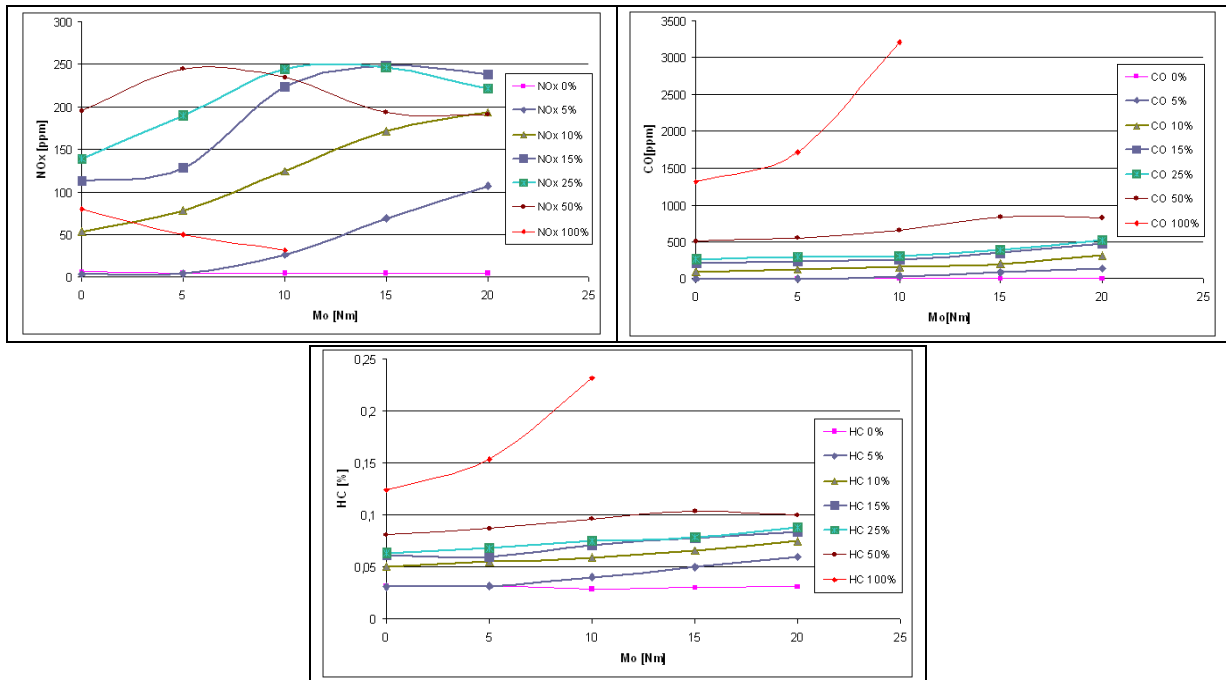 300
250
200
150
100
50
0
NOx [ppm]
0 5 10 15 20 25
Mo [Nm]
NOx 0%
NOx 5%
NOx 10%
NOx 15%
NOx 25%
NOx 50%
NOx 100%
3500
3000
2500
2000
1500
1000
500
0
CO[ppm]
0 5 10 15 20 25
Mo[Nm]
CO 0%
CO 5%
CO 10%
CO 15%
CO 25%
CO 50%
CO 100%
0,25
0,2
0,15
0,1
0,05
0
HC [%]
0 5 10 15 20 25
Mo [Nm]
HC 0%
HC 5%
HC 10%
HC 15%
HC 25%
HC 50%
HC 100%